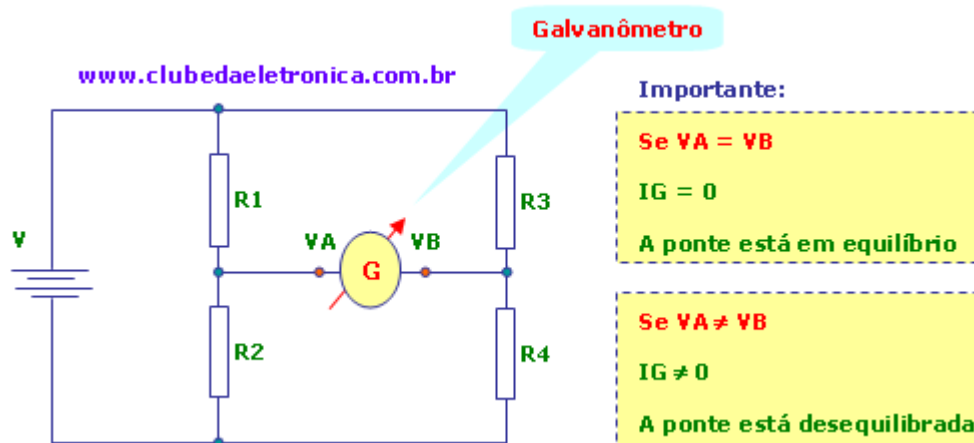 Galvanômetro
www.clubedaeletronica.com.br
Importante:
Se VA = VB
IG = 0
A ponte está em equilíbrio
R1
R3
V
VA
VB
G
Se VA ≠ VB
IG ≠ 0
A ponte está desequilibrada
R2
R4